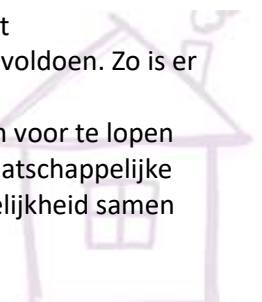 t
voldoen. Zo is er
n voor te lopen
atschappelijke
elijkheid samen